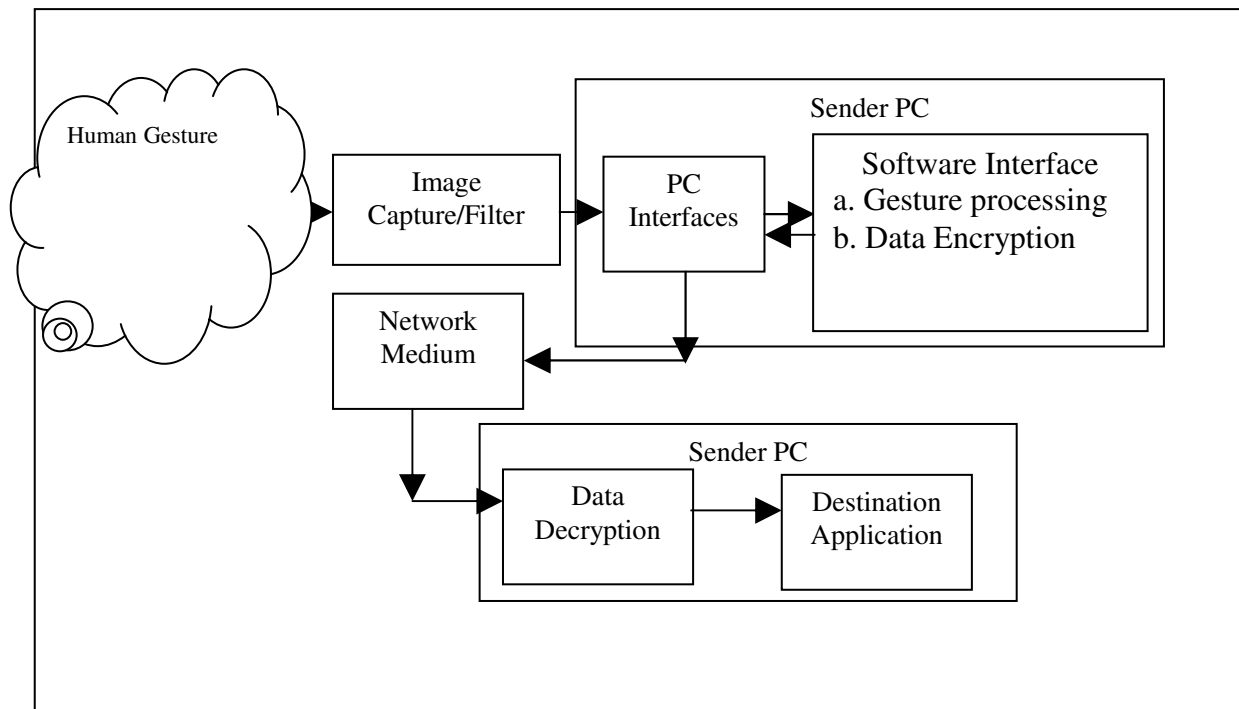 Human Gesture
Image
Capture/Filter
Sender PC
PC
Interfaces
Software Interface
a. Gesture processing
b. Data Encryption
Network
Medium
Sender PC
Data
Decryption
Destination
Application